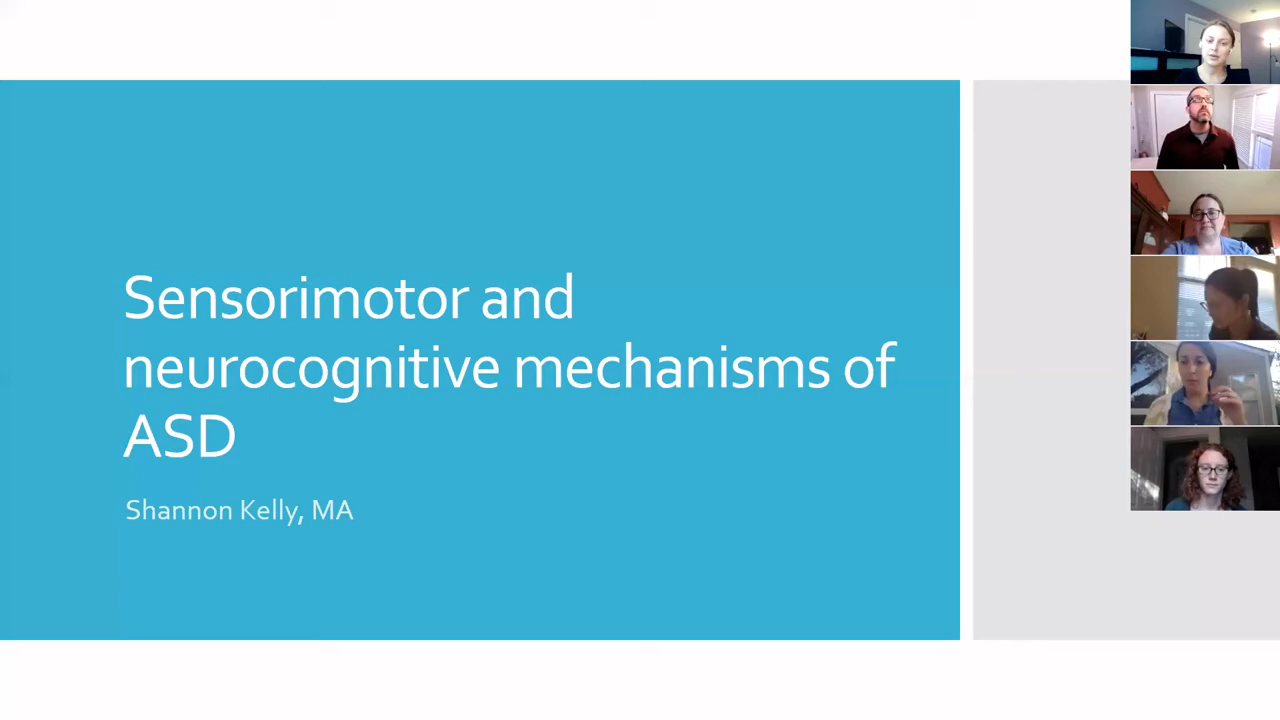 Sensorimotor and
neurocognitive mechanisms of
ASD
Shannon Kelly, MA